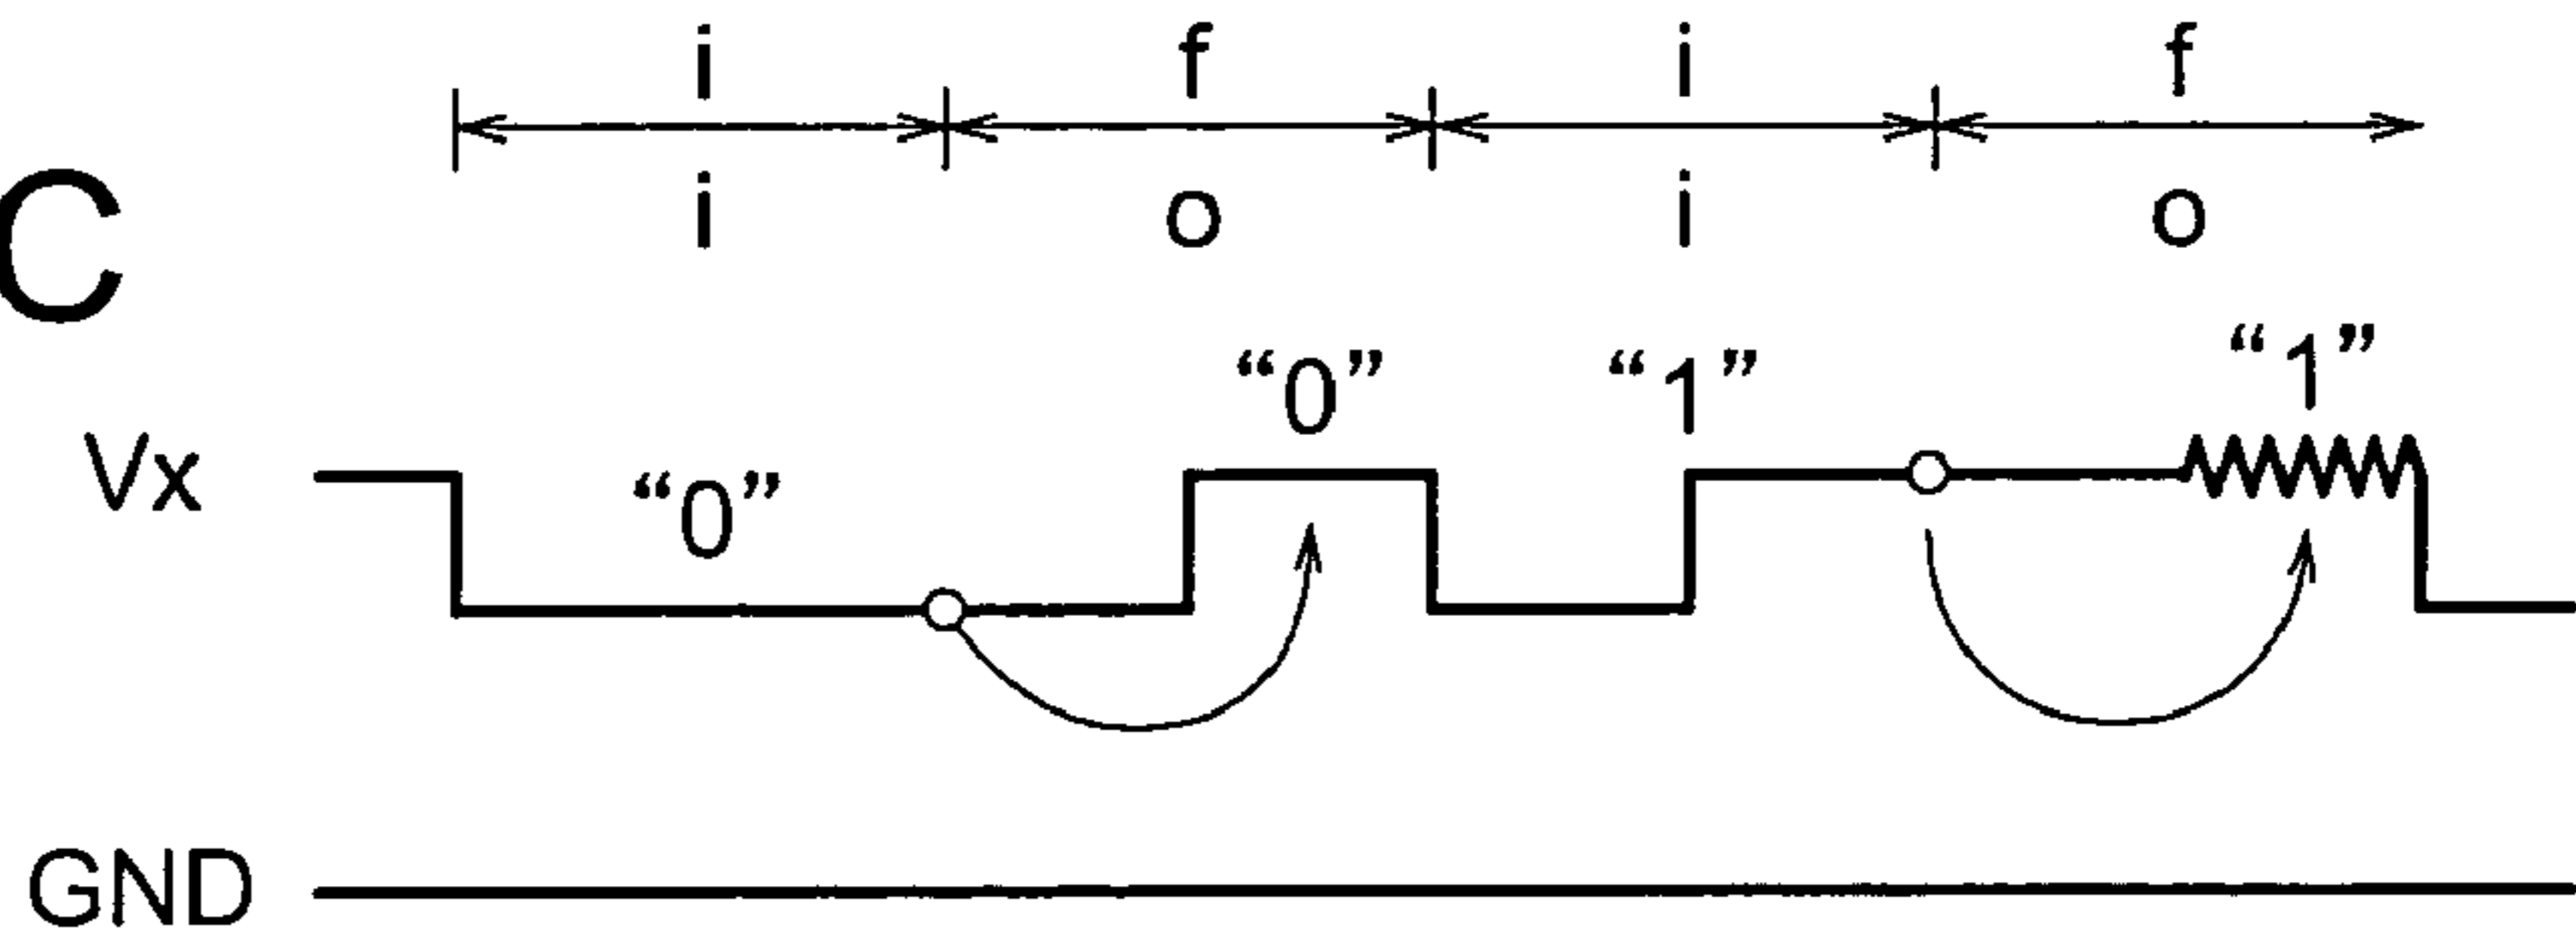 i f i f
i o i o
C
“0” “1” “1”
Vx “0”
GND